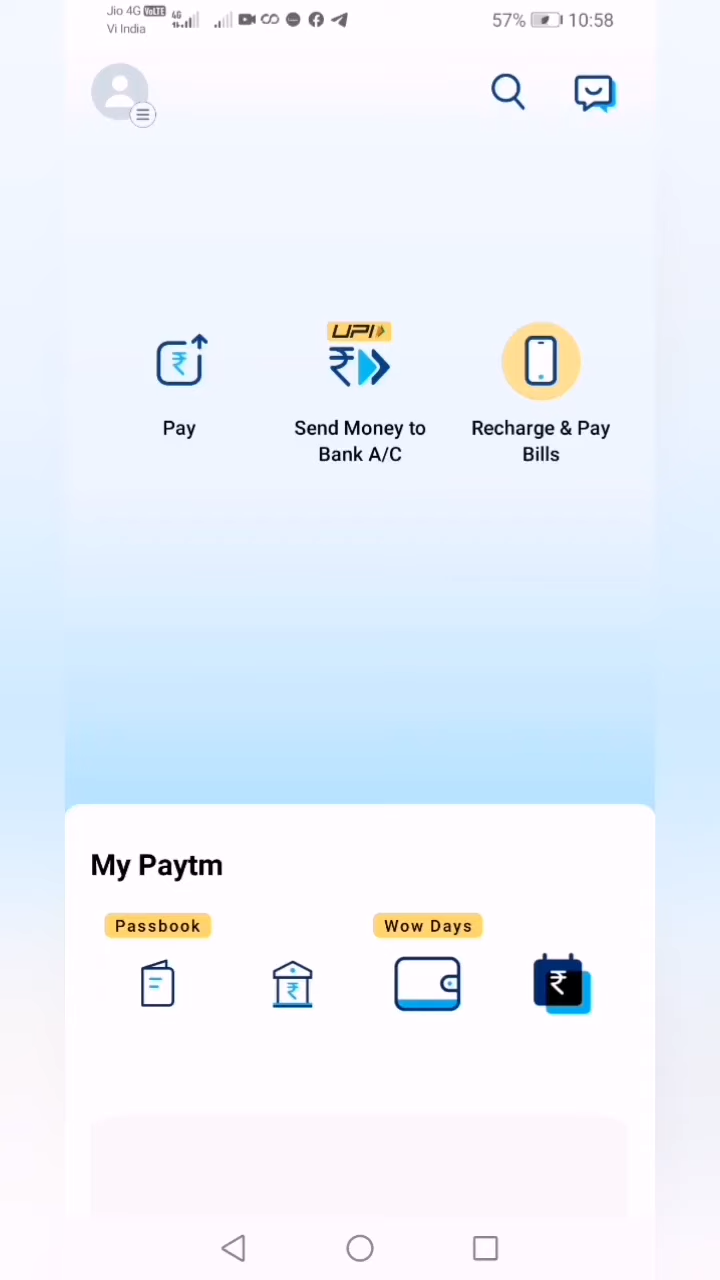 Jio 4G VoLTE
Vi India
4G
57% 10:58
UPI
Pay
Send Money to
Bank A/C
Recharge & Pay
Bills
My Paytm
Passbook
Wow Days